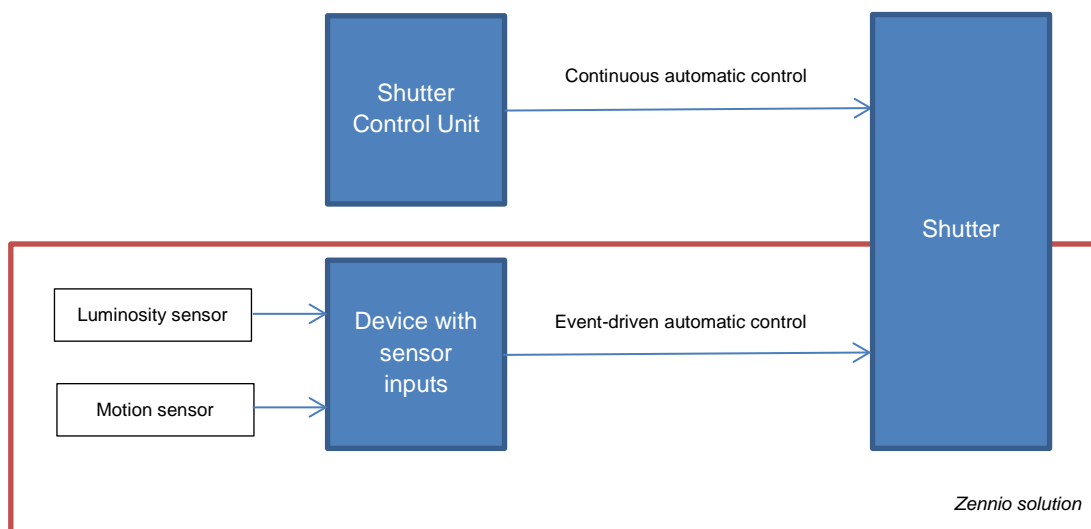 Shutter
Control Unit
Continuous automatic control
Shutter
Luminosity sensor
Motion sensor
Device with
sensor
inputs
Event-driven automatic control
Zennio solution